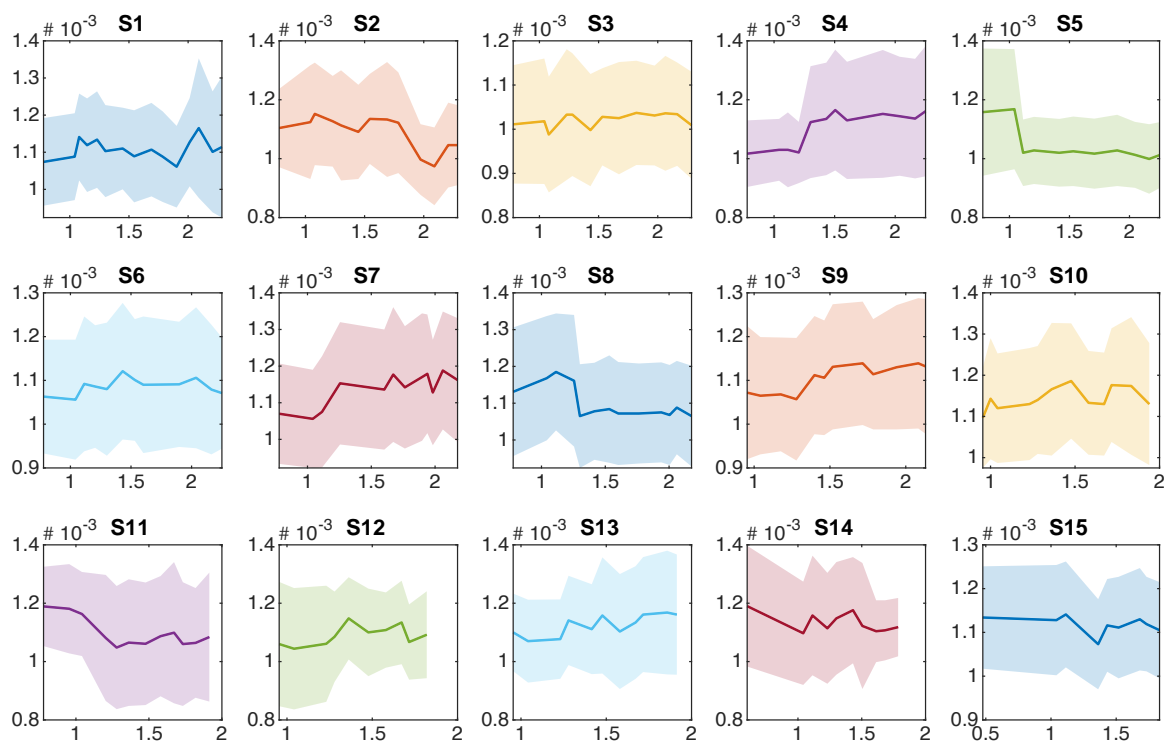 # 10-3 S1 # 10-3 S2 # 10-3 S3 # 10-3 S4 # 10-3 S5
1.4 1.4 1.2 1.4 1.4
1.3
1.2 1.2 1.1 1.2 1.2
1.1 1 1 1 1
1 0.9
0.8 0.8 0.8 0.8
1 1.5 2 1 1.5 2 1 1.5 2 1 1.5 2 1 1.5 2
# 10-3 S6 # 10-3 S7 # 10-3 S8 # 10-3 S9 # 10-3 S10
1.3 1.4 1.4 1.3 1.4
1.2 1.3 1.3 1.2 1.3
1.1 1.2 1.2 1.1 1.2
1 1.1 1.1 1 1.1
0.9 1 1 0.9 1
1 1.5 2 1 1.5 2 1 1.5 2 1 1.5 2 1 1.5 2
# 10-3 S11 # 10-3 S12 # 10-3 S13 # 10-3 S14 # 10-3 S15
1.4 1.4 1.4 1.4 1.3
1.2 1.2 1.2 1.2 1.2
1 1 1 1 1.1
1
0.8 0.8 0.8 0.8 0.9
1 1.5 2 1 1.5 2 1 1.5 2 1 1.5 2 0.5 1 1.5